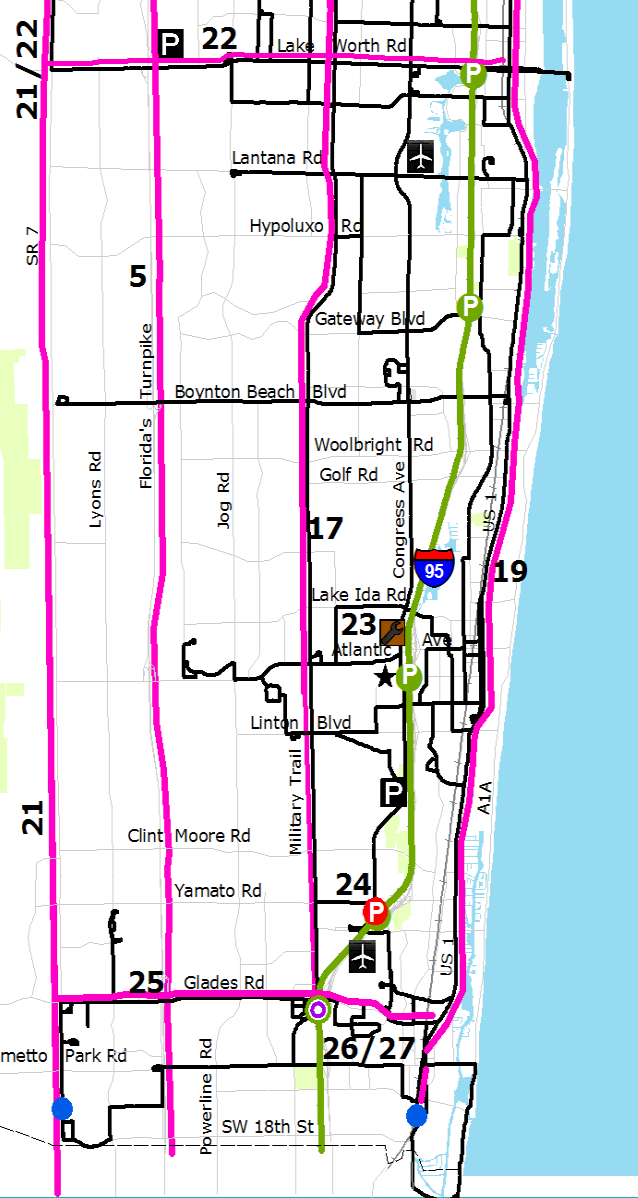 21/22
P
22
Lake Worth Rd
P
Lantana Rd
Hypoluxo Rd
SR 7
5
P
Gateway Blvd
Florida's Turnpike
Boynton Beach Blvd
Woolbright Rd
Golf Rd
Lyons Rd
Jog Rd
Congress Ave
US 1
17
95
19
Lake Ida Rd
23
Atlantic Ave
P
Linton Blvd
Military Trail
P
A1A
21
Clint Moore Rd
Yamato Rd
24
P
US 1
25
Glades Rd
26/27
metto Park Rd
Powerline Rd
SW 18th St